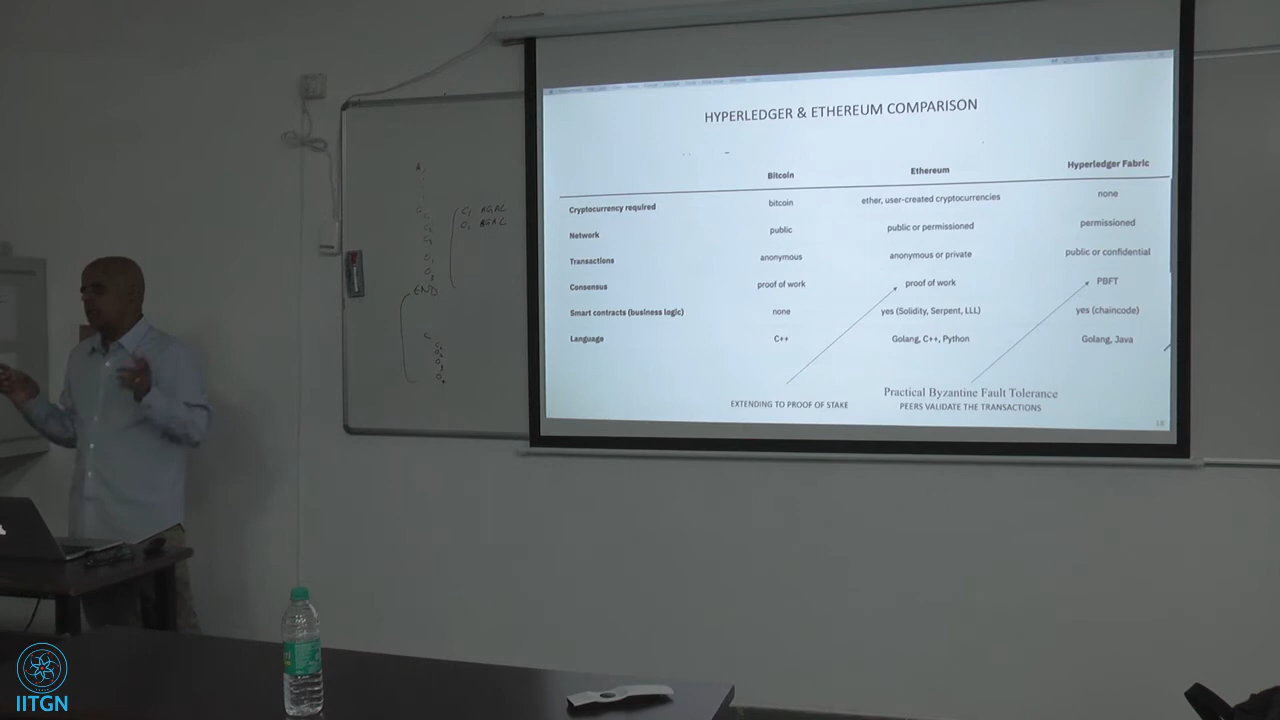 HYPERLEDGER & ETHEREUM COMPARISON
Bitcoin Ethereum Hyperledger Fabric
Cryptocurrency required bitcoin ether, user-created cryptocurrencies none
Network public public or permissioned permissioned
Transactions anonymous anonymous or private public or confidential
Consensus proof of work proof of work PBFT
Smart contracts (business logic) none yes (Solidity, Serpent, LLL) yes (chaincode)
Language C++ Golang, C++, Python Golang, Java
Practical Byzantine Fault Tolerance
EXTENDING TO PROOF OF STAKE PEERS VALIDATE THE TRANSACTIONS
18
END
IITGN